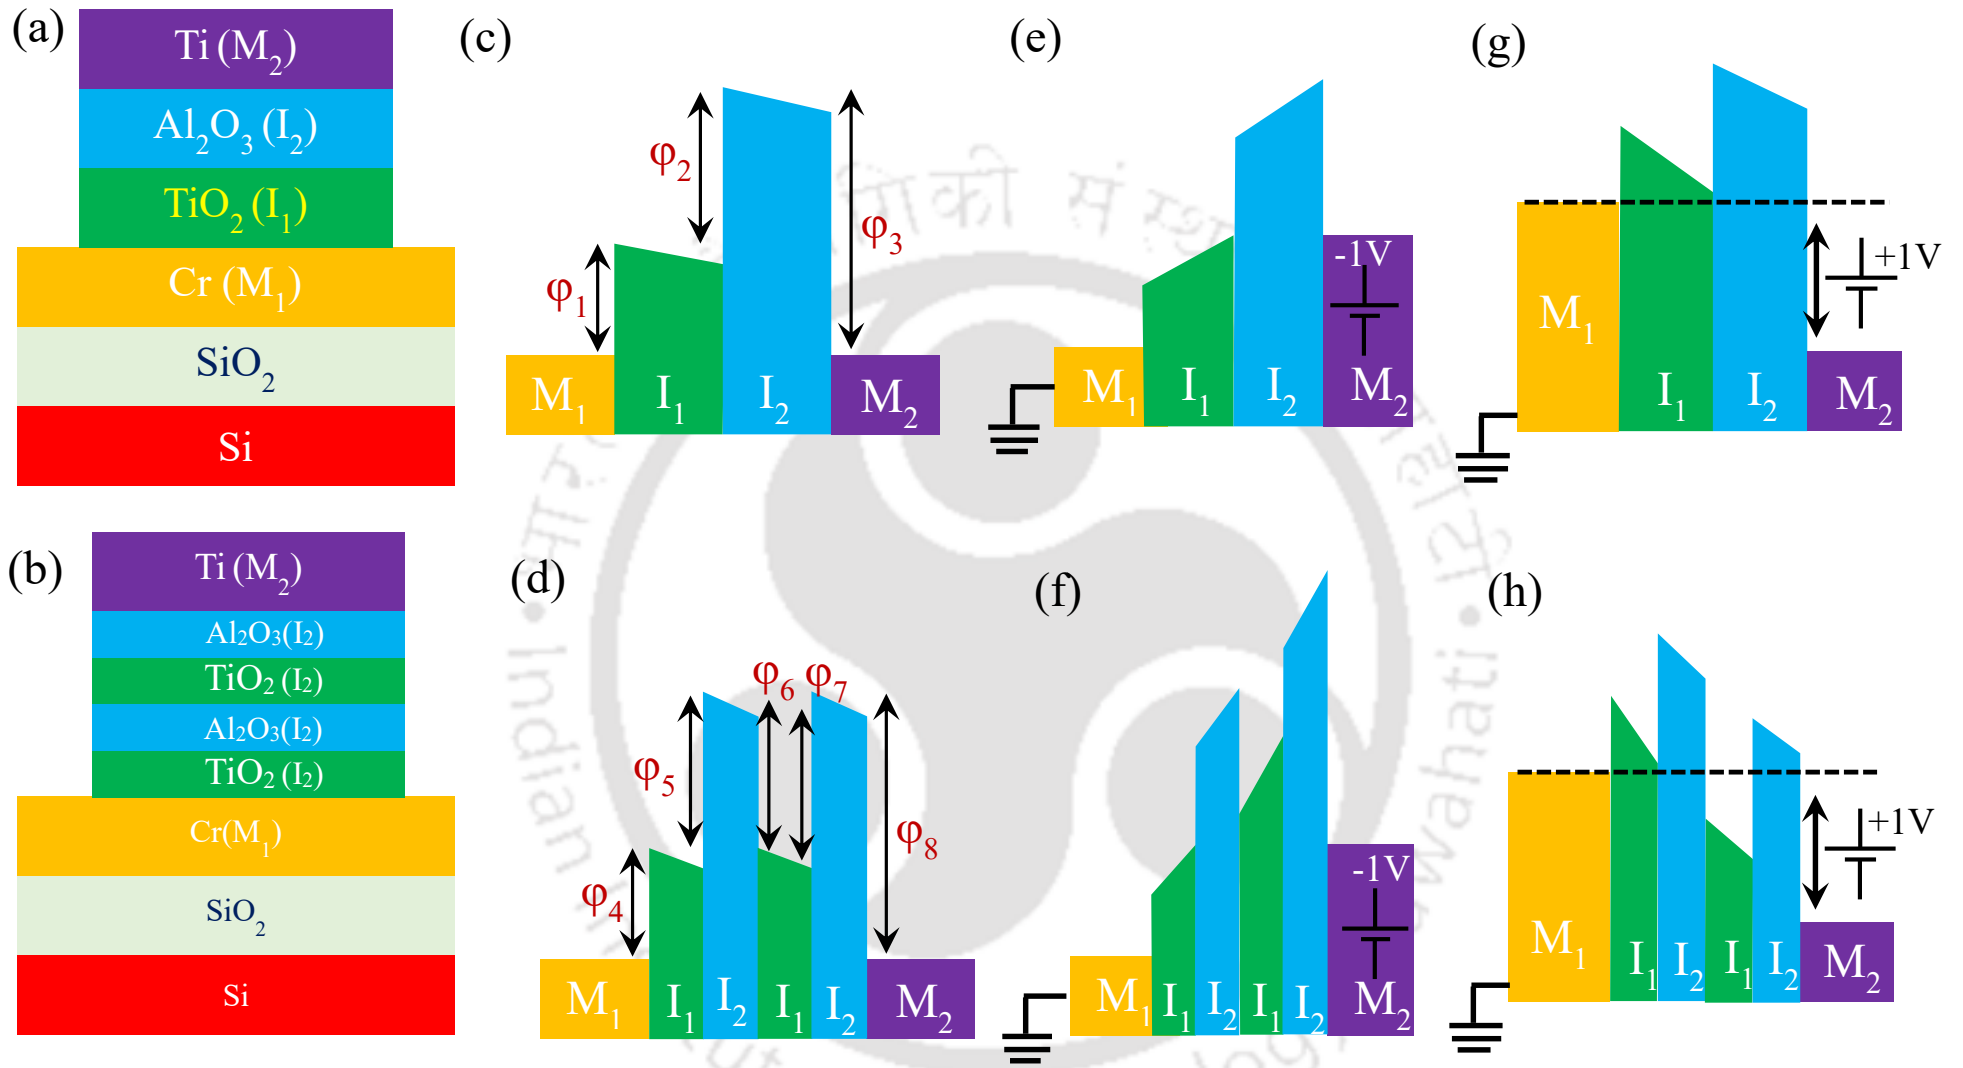 (a)
Ti (M2)
Al2O3 (I2)
TiO2 (I1)
Cr (M1)
SiO2
Si
(c)
φ1
φ2
φ3
M1
I1
I2
M2
(e)
-1V
M1
I1
I2
M2
(g)
+1V
M1
I1
I2
M2
(b)
Ti (M2)
Al2O3(I2)
TiO2 (I2)
Al2O3(I2)
TiO2 (I2)
Cr(M1)
SiO2
Si
(d)
φ4
φ5
φ6
φ7
φ8
M1
I1
I2
I1
I2
M2
(f)
-1V
M1
I1
I2
I1
I2
M2
(h)
+1V
M1
I1
I2
I1
I2
M2
Indian